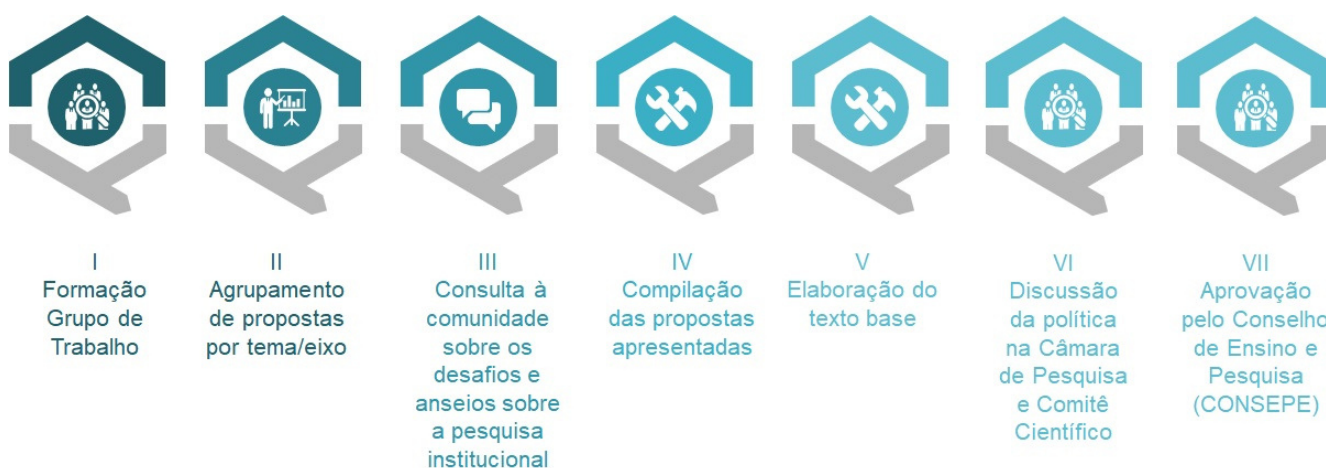 I
Formação
Grupo de
Trabalho
II
Agrupamento
de propostas
por tema/eixo
III
Consulta à
comunidade
sobre os
desafios e
anseios sobre
a pesquisa
institucional
IV
Compilação
das propostas
apresentadas
V
Elaboração do
texto base
VI
Discussão
da política
na Câmara
de Pesquisa
e Comitê
Científico
VII
Aprovação
pelo Conselho
de Ensino e
Pesquisa
(CONSEPE)